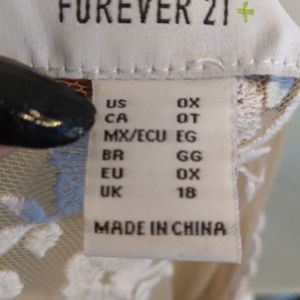 FOREVER 21+
US 0X
CA 0T
MX/ECU EG
BR GG
EU 0X
UK 18
MADE IN CHINA